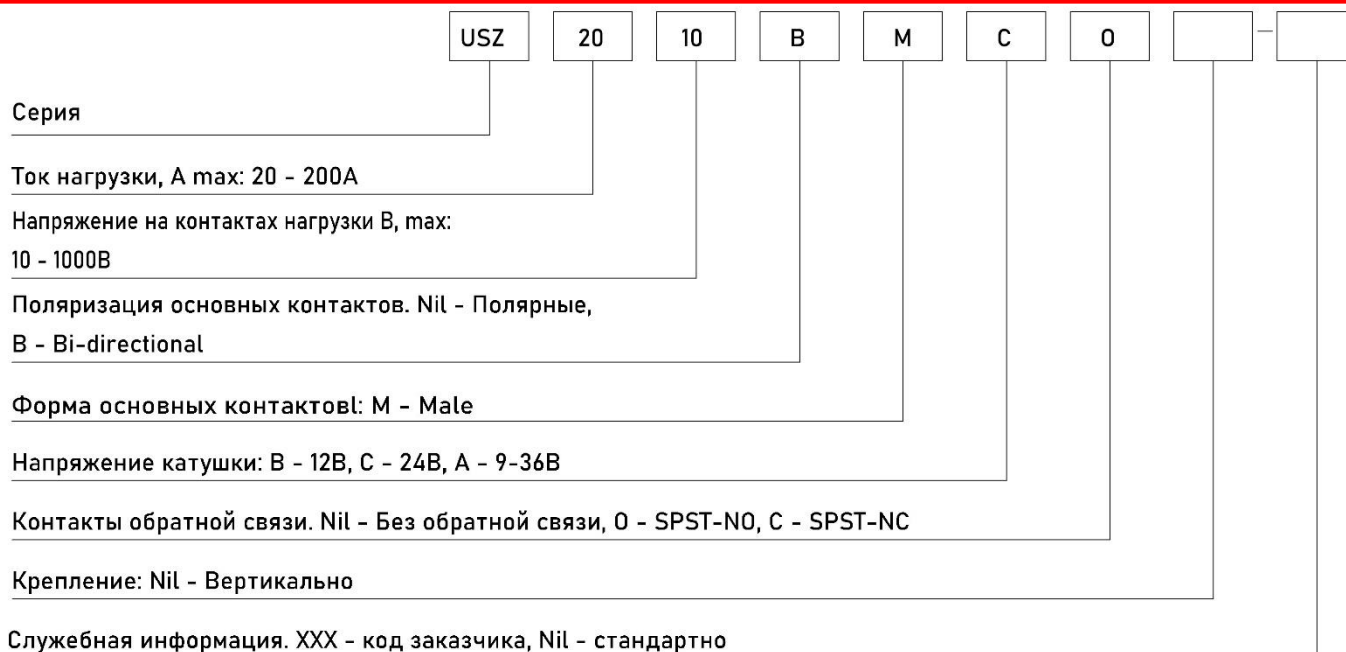 USZ 20 10 B M C O –
Серия
Ток нагрузки, А max: 20 - 200А
Напряжение на контактах нагрузки В, max:
10 - 1000В
Поляризация основных контактов. Nil - Полярные,
B - Bi-directional
Форма основных контактовl: M - Male
Напряжение катушки: B - 12В, C - 24В, A - 9-36В
Контакты обратной связи. Nil - Без обратной связи, O - SPST-NO, C - SPST-NC
Крепление: Nil - Вертикально
Служебная информация. XXX - код заказчика, Nil - стандартно